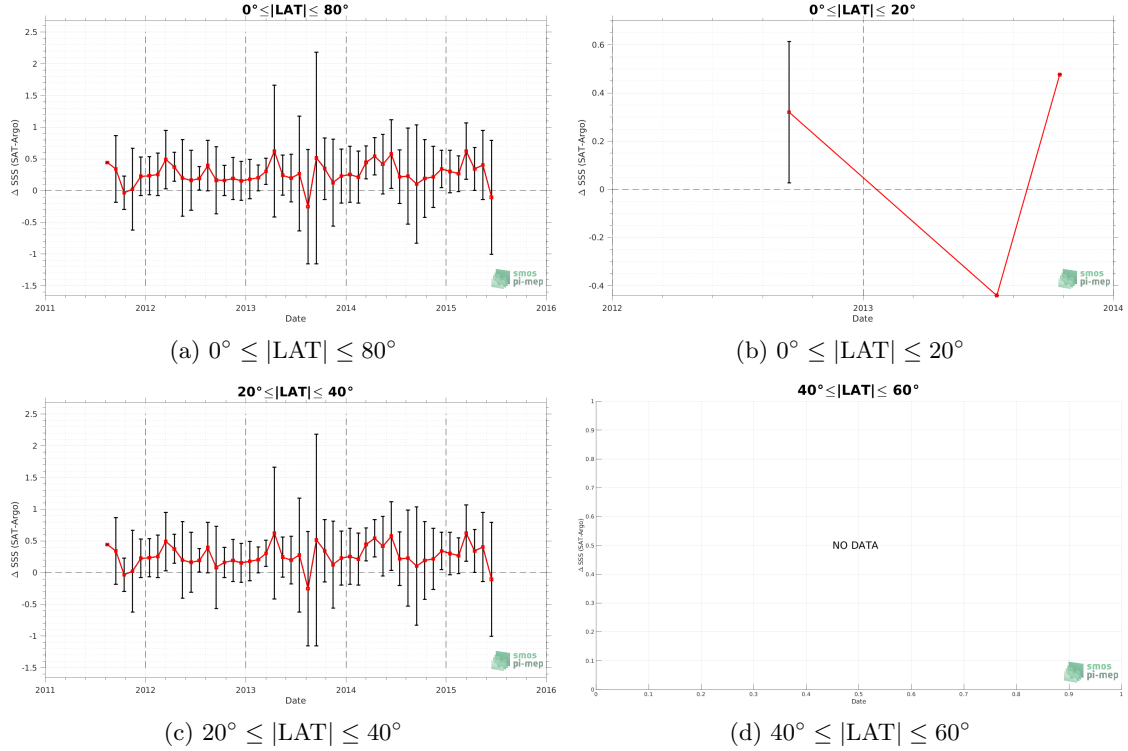 0°≤|LAT|≤ 80°
2.5
2
1.5
1
0.5
0
-0.5
-1
-1.5
Δ SSS (SAT-Argo)
2011
2012
2013
2014
2015
2016
Date
smos
pi-mep
(a) 0° ≤ |LAT| ≤ 80°
0°≤|LAT|≤ 20°
0.6
0.4
0.2
0
-0.2
-0.4
Δ SSS (SAT-Argo)
2012
2013
2014
Date
smos
pi-mep
(b) 0° ≤ |LAT| ≤ 20°
20°≤|LAT|≤ 40°
2.5
2
1.5
1
0.5
0
-0.5
-1
-1.5
Δ SSS (SAT-Argo)
2011
2012
2013
2014
2015
2016
Date
smos
pi-mep
(c) 20° ≤ |LAT| ≤ 40°
40°≤|LAT|≤ 60°
1
0.9
0.8
0.7
0.6
0.5
0.4
0.3
0.2
0.1
0
Δ SSS (SAT-Argo)
NO DATA
0
0.1
0.2
0.3
0.4
0.5
0.6
0.7
0.8
0.9
1
Date
smos
pi-mep
(d) 40° ≤ |LAT| ≤ 60°